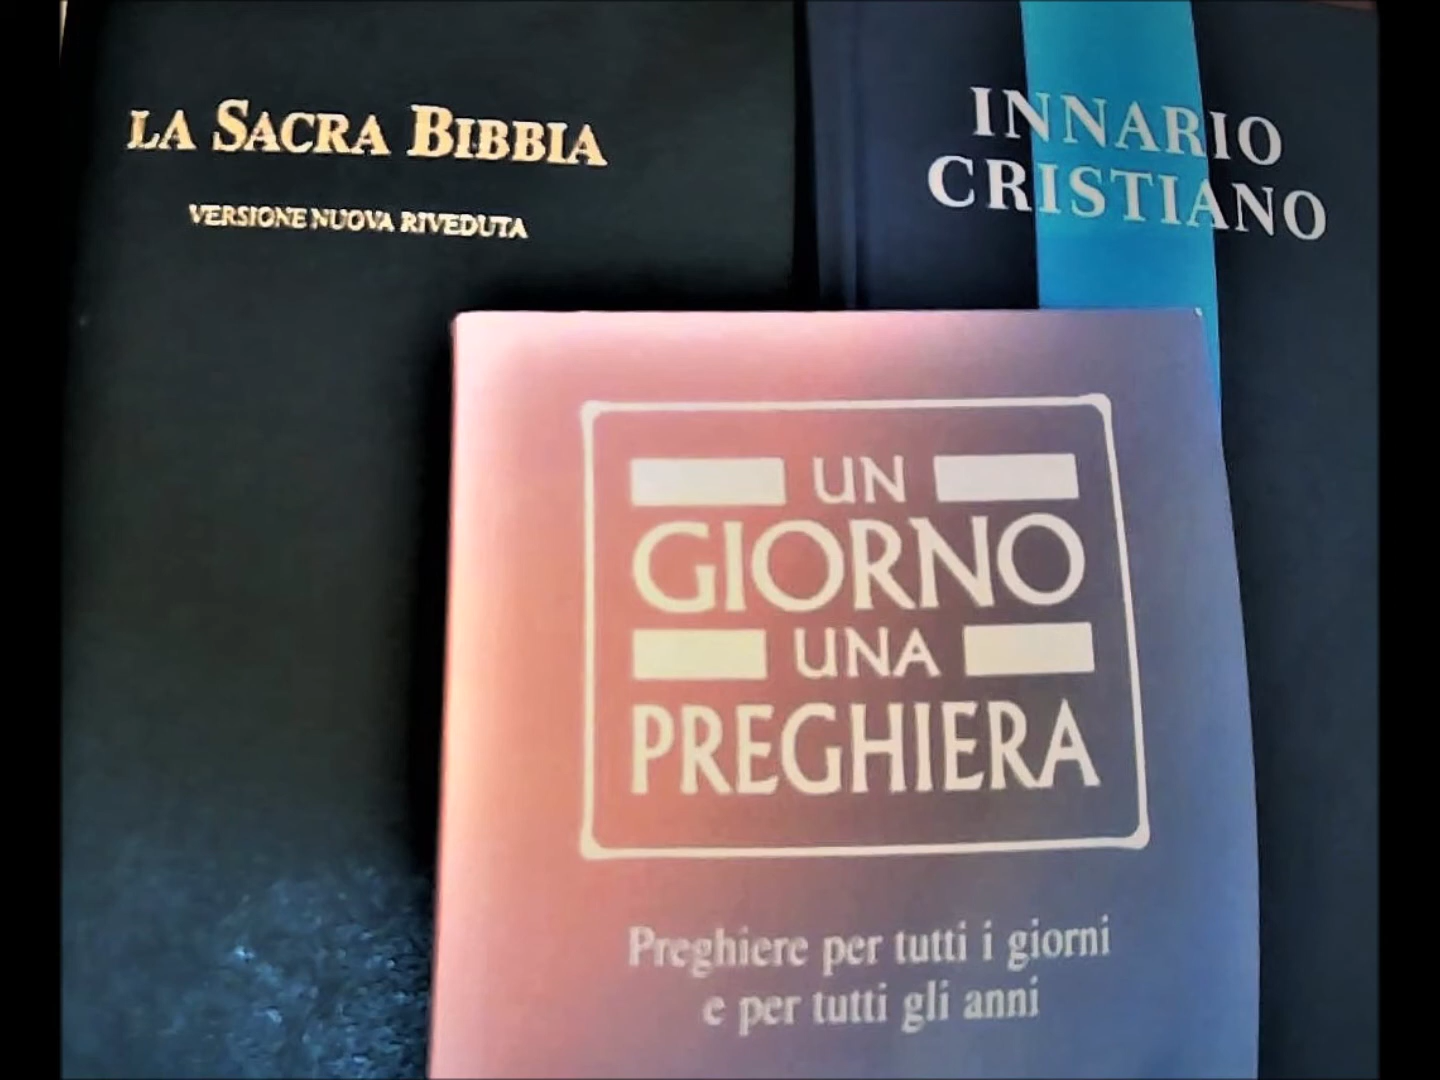 LA SACRA BIBBIA
VERSIONE NUOVA RIVEDUTA
INNARIO
CRISTIANO
UN
GIORNO
UNA
PREGHIERA
Preghiere per tutti i giorni
e per tutti gli anni